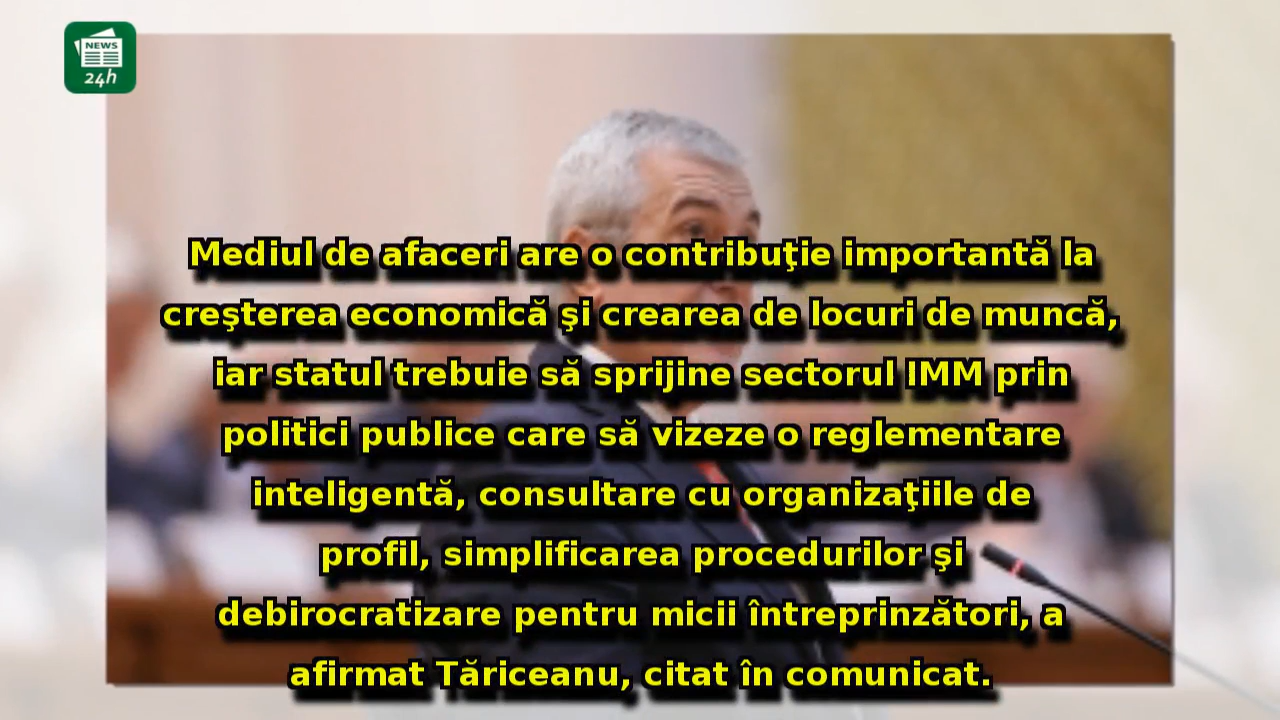 NEWS
24h
Mediul de afaceri are o contribuţie importantă la
creşterea economică şi crearea de locuri de muncă,
iar statul trebuie să sprijine sectorul IMM prin
politici publice care să vizeze o reglementare
inteligentă, consultare cu organizaţiile de
profil, simplificarea procedurilor şi
debirocratizare pentru micii întreprinzători, a
afirmat Tăriceanu, citat în comunicat.